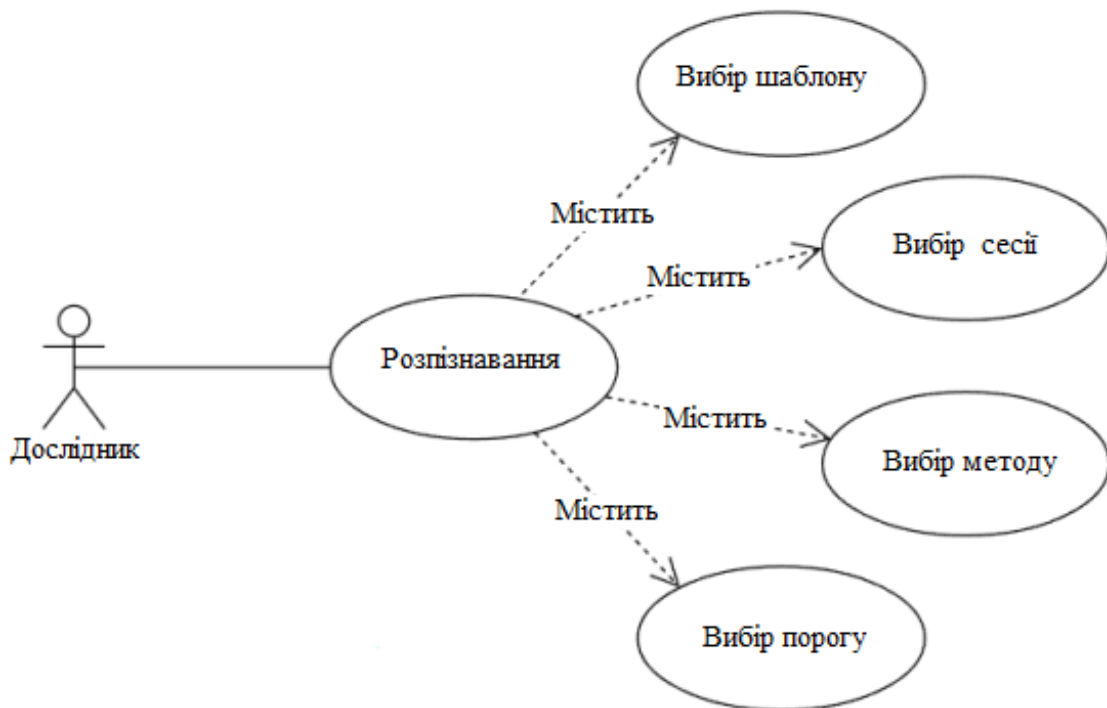 Вибір шаблону
Містить
Вибір сесії
Містить
Розпізнавання
Містить
Дослідник
Вибір методу
Містить
Вибір порогу